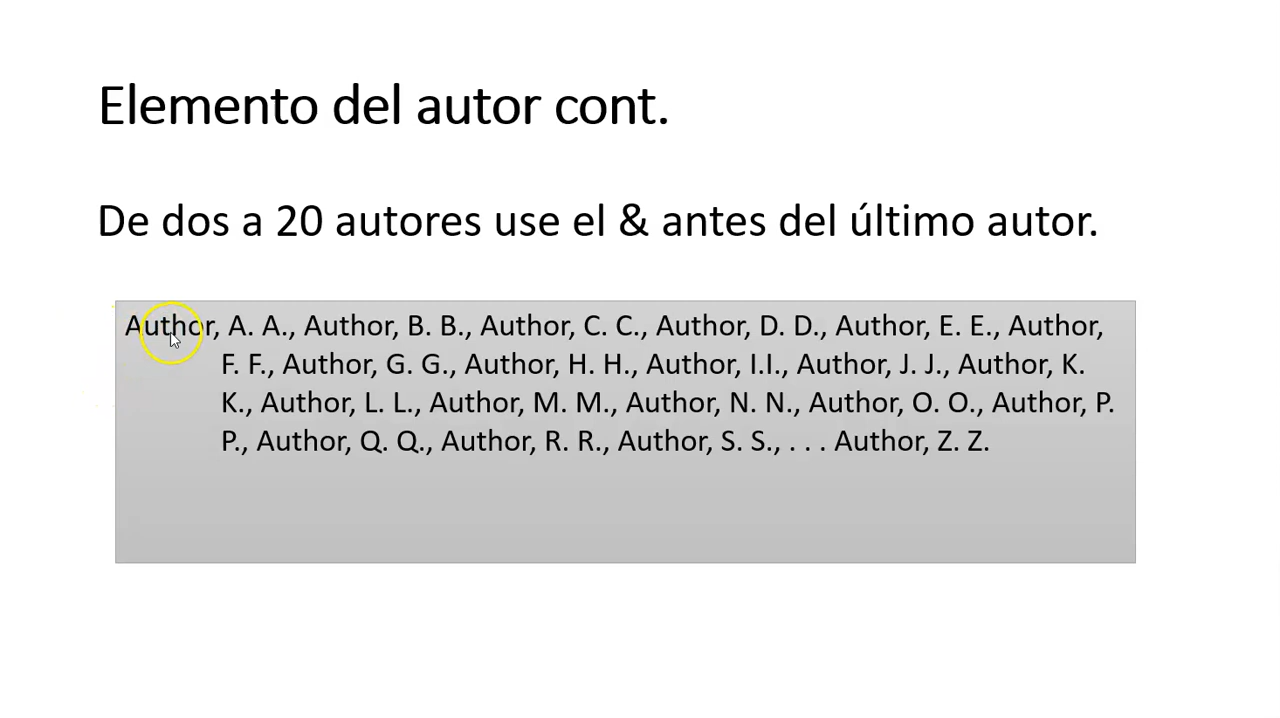 Elemento del autor cont.
De dos a 20 autores use el & antes del último autor.
Author, A. A., Author, B. B., Author, C. C., Author, D. D., Author, E. E., Author,
F. F., Author, G. G., Author, H. H., Author, I.I., Author, J. J., Author, K.
K., Author, L. L., Author, M. M., Author, N. N., Author, O. O., Author, P.
P., Author, Q. Q., Author, R. R., Author, S. S., . . . Author, Z. Z.